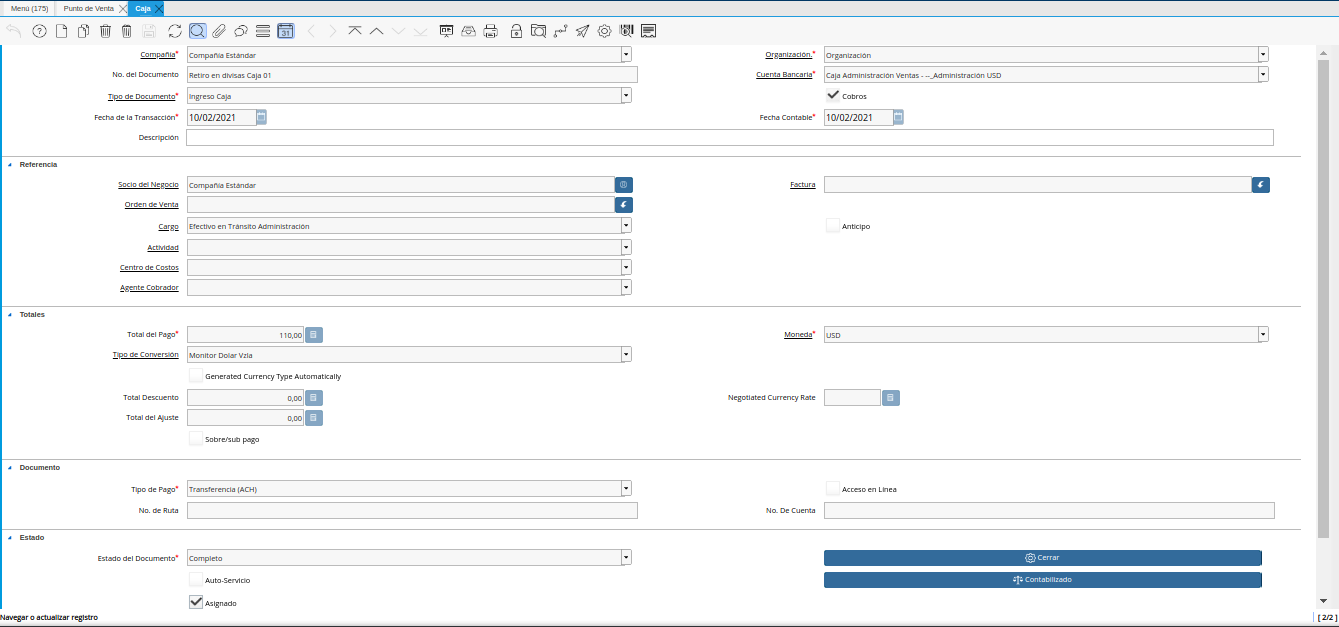 Menú (175) Punto de Venta Caja
31
Compañía* Compañía Estándar Organización.* Organización
No. del Documento Retiro en divisas Caja 01 Cuenta Bancaria* Caja Administración Ventas - --_Administración USD
Tipo de Documento* Ingreso Caja Cobros
Fecha de la Transacción* 10/02/2021 Fecha Contable* 10/02/2021
Descripción
Referencia
Socio del Negocio Compañía Estándar Factura
Orden de Venta
Cargo Efectivo en Tránsito Administración Anticipo
Actividad
Centro de Costos
Agente Cobrador
Totales
Total del Pago* 110,00 Moneda* USD
Tipo de Conversión Monitor Dolar Vzla
Generated Currency Type Automatically
Total Descuento 0,00 Negotiated Currency Rate
Total del Ajuste 0,00
Sobre/sub pago
Documento
Tipo de Pago* Transferencia (ACH) Acceso en Línea
No. de Ruta No. De Cuenta
Estado
Estado del Documento* Completo Cerrar
Auto-Servicio Contabilizado
Asignado
Navegar o actualizar registro [ 2/2 ]